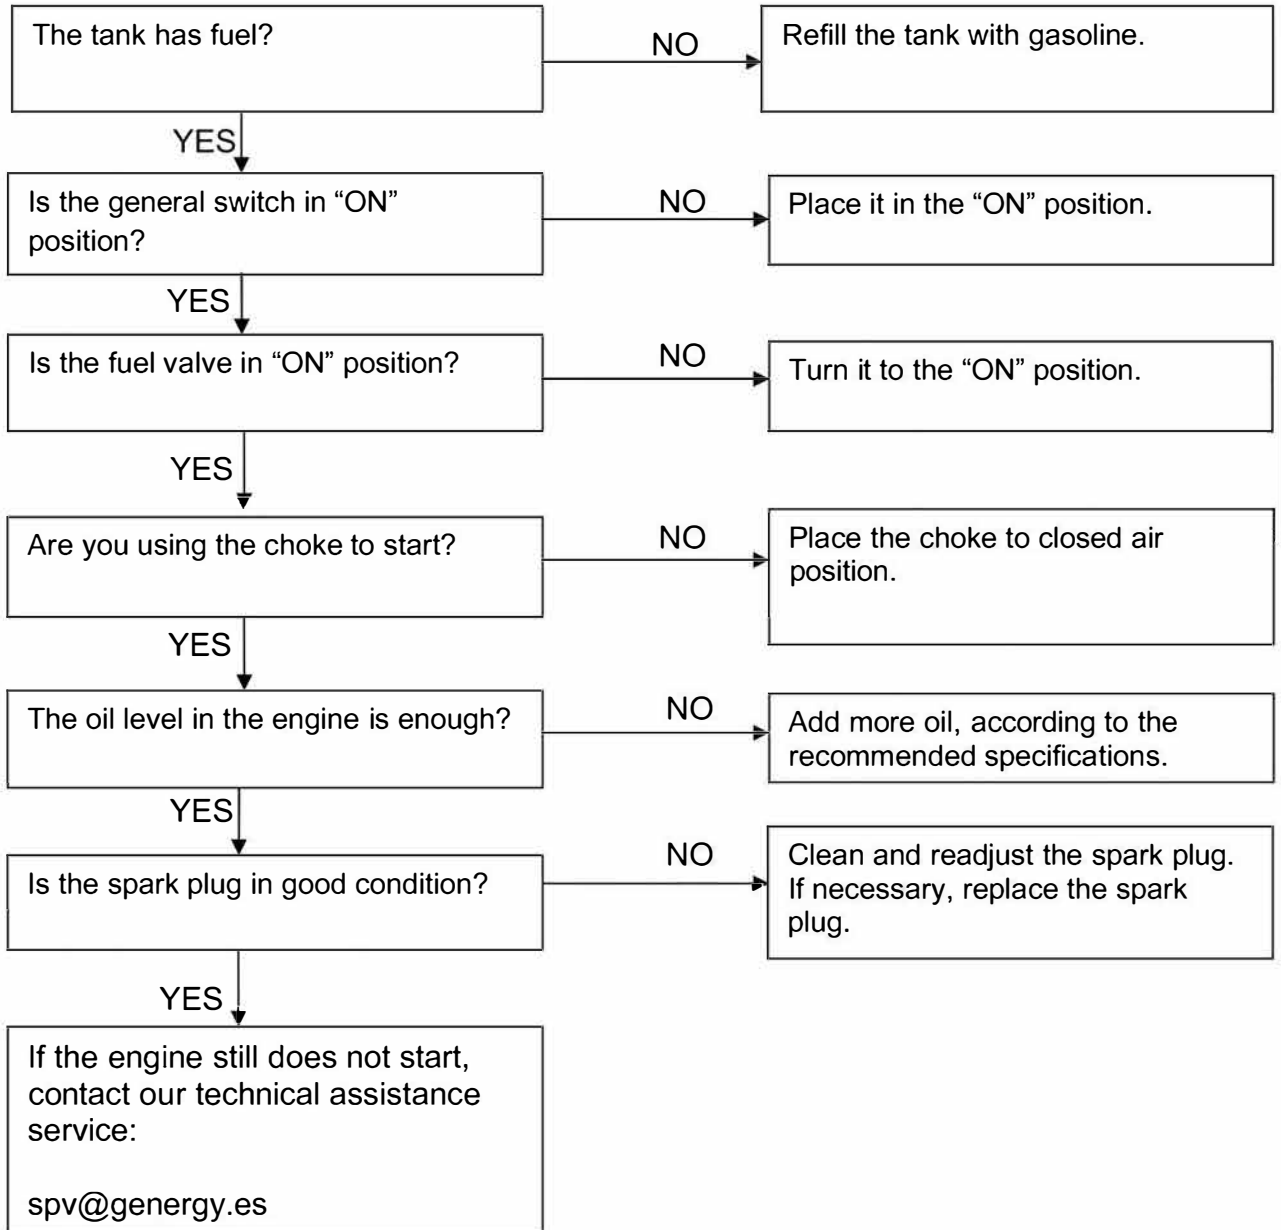 The tank has fuel?
NO
Refill the tank with gasoline.
YES
Is the general switch in “ON”
position?
NO
Place it in the “ON” position.
YES
Is the fuel valve in “ON” position?
NO
Turn it to the “ON” position.
YES
Are you using the choke to start?
NO
Place the choke to closed air
position.
YES
The oil level in the engine is enough?
NO
Add more oil, according to the
recommended specifications.
YES
Is the spark plug in good condition?
NO
Clean and readjust the spark plug.
If necessary, replace the spark
plug.
YES
If the engine still does not start,
contact our technical assistance
service:
spv@genergy.es